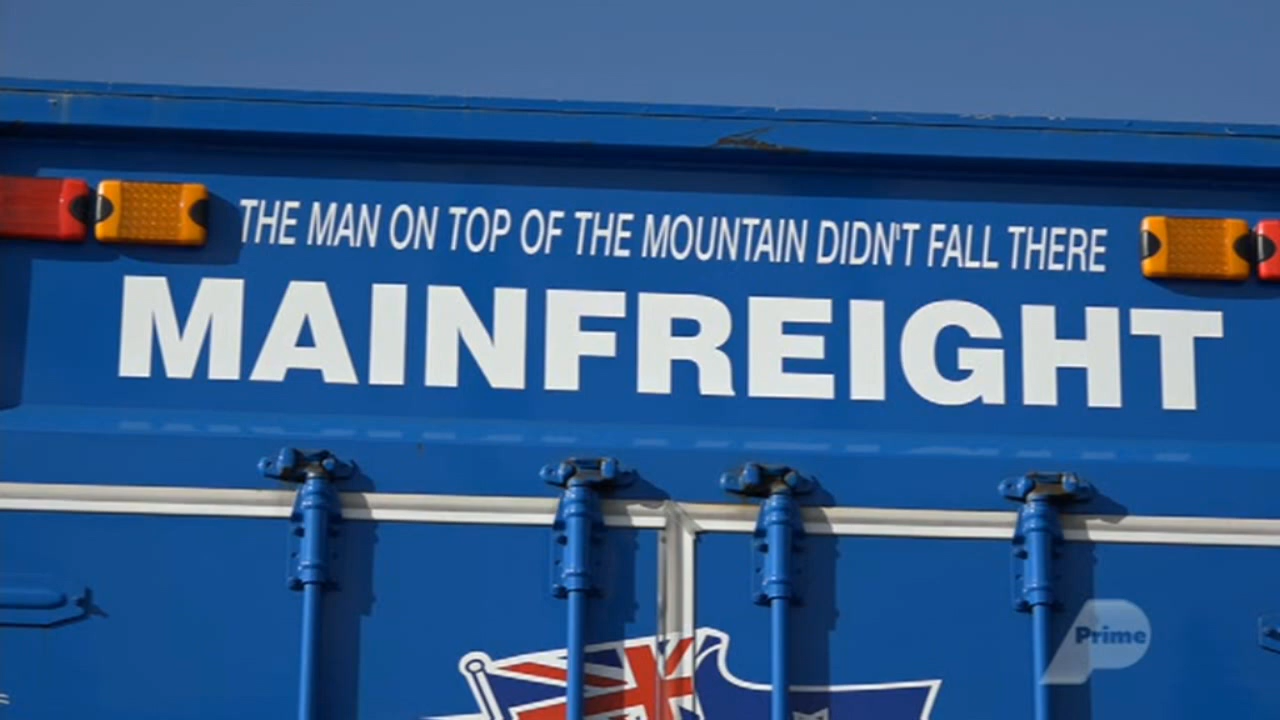 THE MAN ON TOP OF THE MOUNTAIN DIDN'T FALL THERE
MAINFREIGHT
Prime